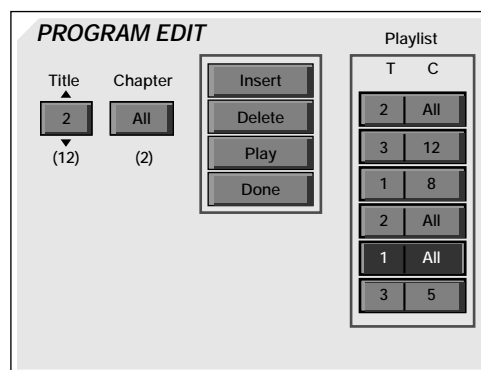 PROGRAM EDIT
Title Chapter
2 All
(12) (2)
Insert
Delete
Play
Done
Playlist
T C
2 All
3 12
1 8
2 All
1 All
3 5